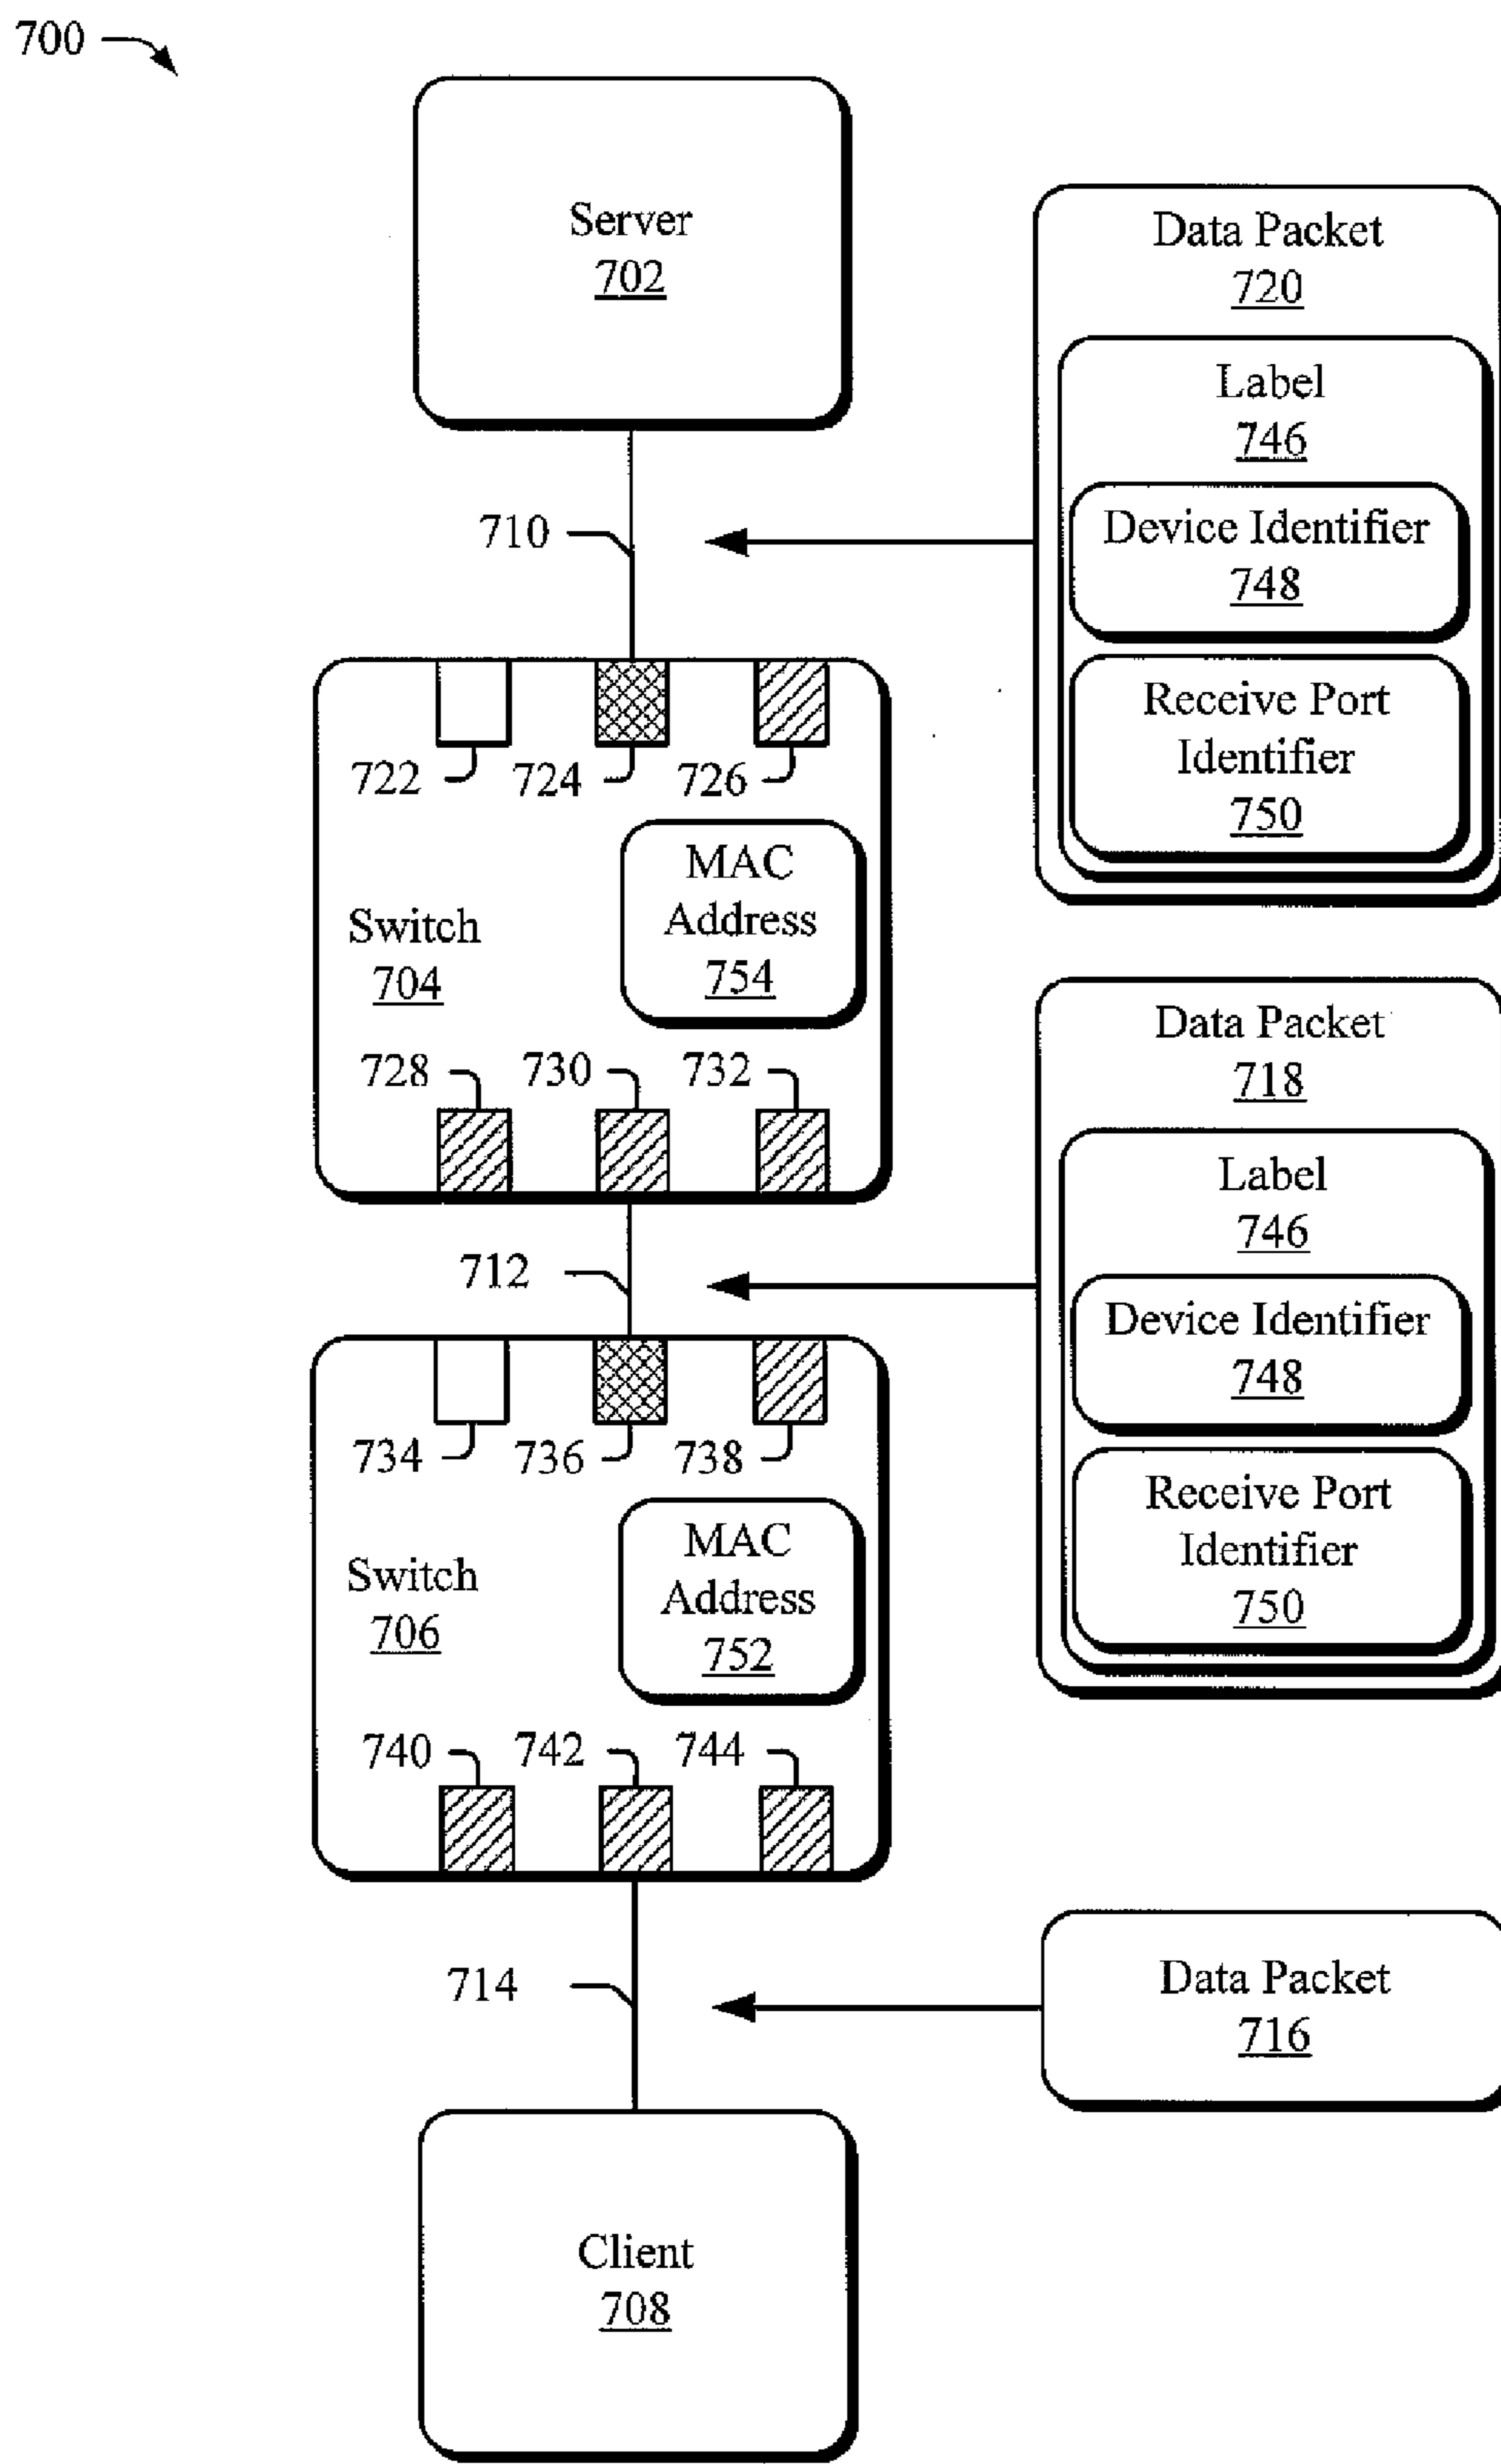 700
Server
702
Data Packet
720
Label
746
Device Identifier
748
Receive Port
Identifier
750
710
722
724
726
MAC
Address
754
Switch
704
728
730
732
Data Packet
718
Label
746
Device Identifier
748
Receive Port
Identifier
750
712
734
736
738
MAC
Address
752
Switch
706
740
742
744
714
Data Packet
716
Client
708